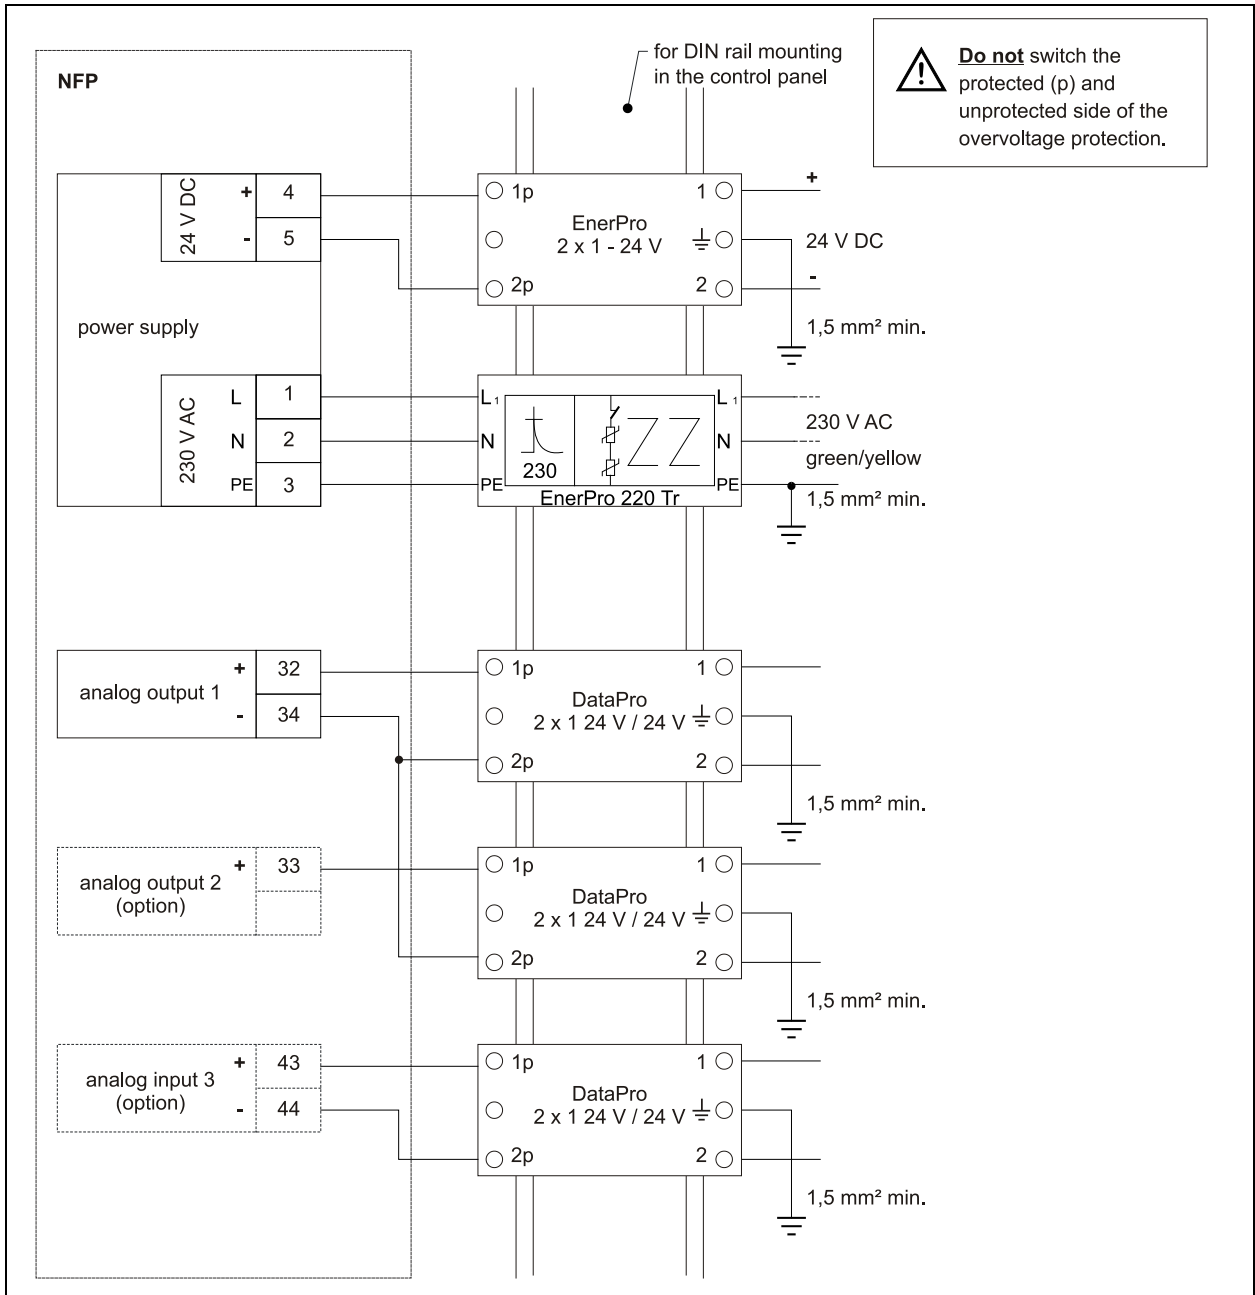 for DIN rail mounting
in the control panel
Do not switch the
protected (p) and
unprotected side of the
overvoltage protection.
NFP
24 V DC
+ 4
- 5
1p
2p
EnerPro
2 x 1 - 24 V
1
2
+
24 V DC
-
1,5 mm² min.
power supply
230 V AC
L 1
N 2
PE 3
L1
N
PE
230
EnerPro 220 Tr
L1
N
PE
230 V AC
green/yellow
1,5 mm² min.
analog output 1
+ 32
- 34
1p
2p
DataPro
2 x 1 24 V / 24 V
1
2
1,5 mm² min.
analog output 2
(option)
+ 33
1p
2p
DataPro
2 x 1 24 V / 24 V
1
2
1,5 mm² min.
analog input 3
(option)
+ 43
- 44
1p
2p
DataPro
2 x 1 24 V / 24 V
1
2
1,5 mm² min.